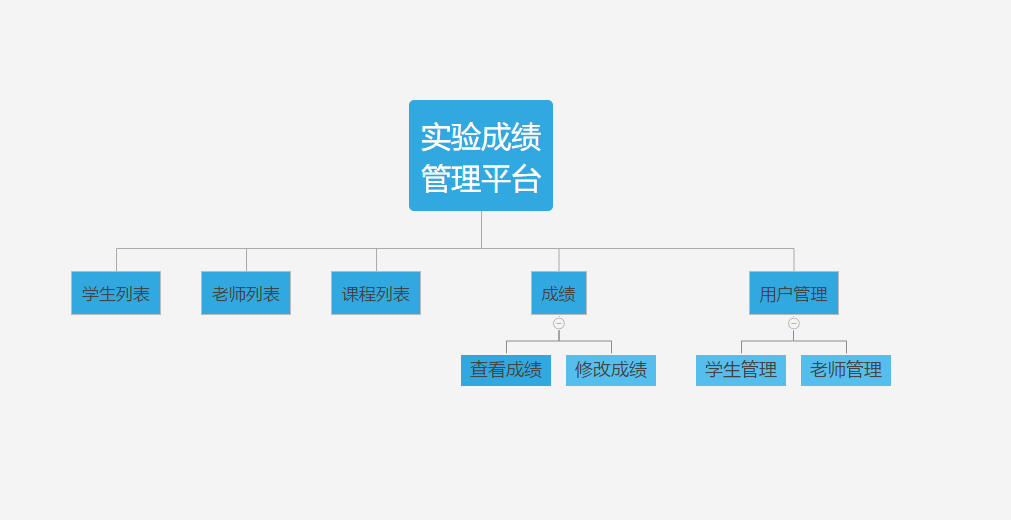 实验成绩
管理平台
学生列表
老师列表
课程列表
成绩
用户管理
查看成绩
修改成绩
学生管理
老师管理